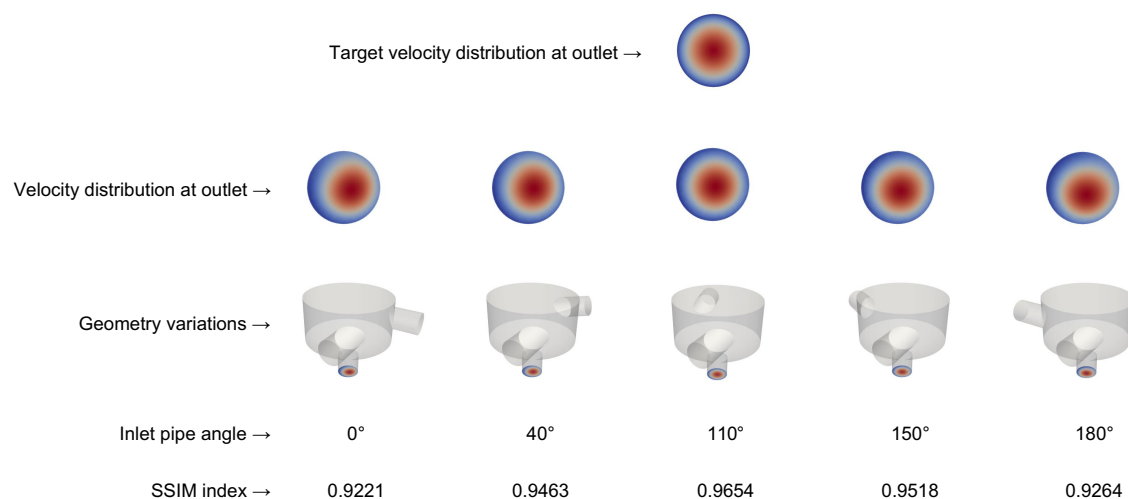 Target velocity distribution at outlet →
Velocity distribution at outlet →
Geometry variations →
Inlet pipe angle → 0° 40° 110° 150° 180°
SSIM index → 0.9221 0.9463 0.9654 0.9518 0.9264